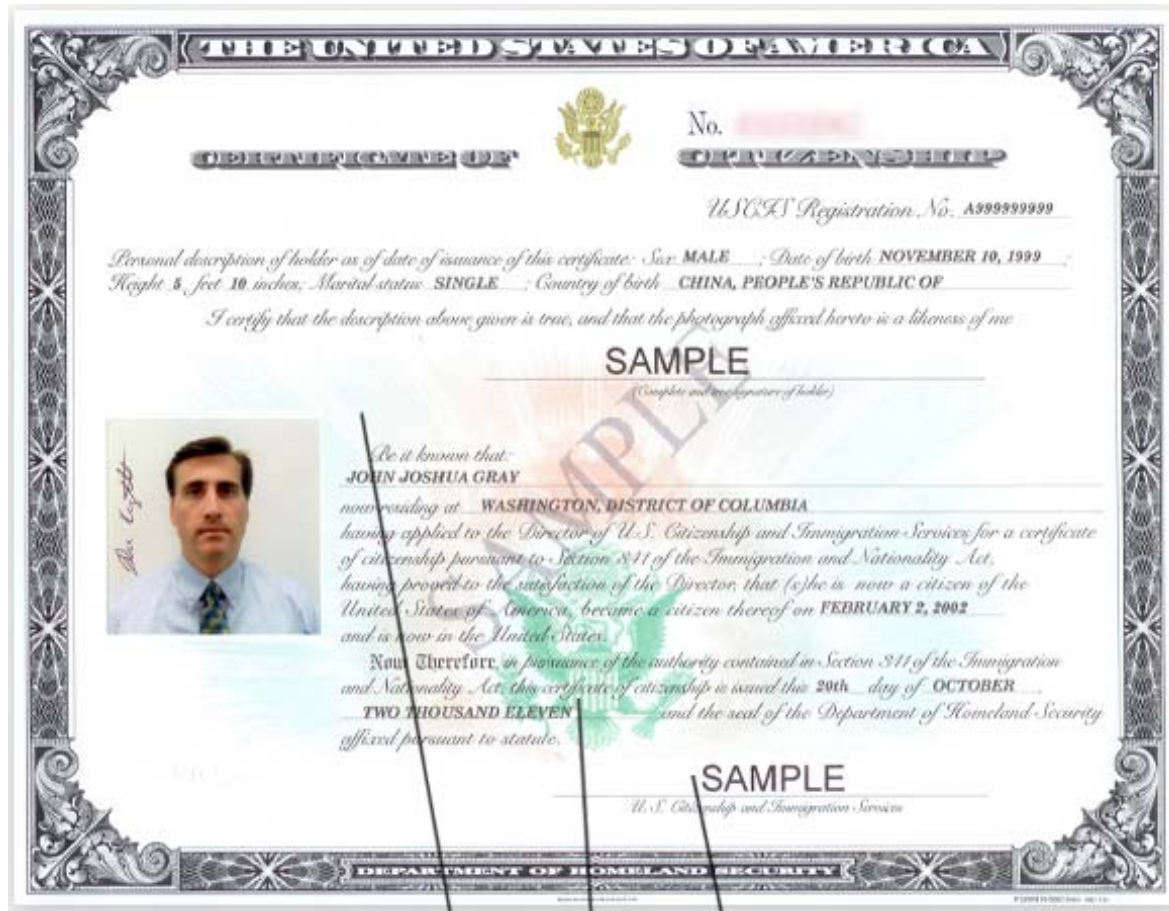 THE UNITED STATES OF AMERICA
No.
CERTIFICATE OF CITIZENSHIP
USCIS Registration No. A999999999
Personal description of holder as of date of issuance of this certificate: Sex MALE ; Date of birth NOVEMBER 10, 1999 ;
Height 5 feet 10 inches; Marital status SINGLE ; Country of birth CHINA, PEOPLE'S REPUBLIC OF
I certify that the description above given is true, and that the photograph affixed hereto is a likeness of me
SAMPLE
(Complete and true signature of holder)
SAMPLE
Be it known that:
JOHN JOSHUA GRAY
now residing at WASHINGTON, DISTRICT OF COLUMBIA
having applied to the Director of U.S. Citizenship and Immigration Services for a certificate
of citizenship pursuant to Section 341 of the Immigration and Nationality Act,
having proved to the satisfaction of the Director, that (s)he is now a citizen of the
United States of America, became a citizen thereof on FEBRUARY 2, 2002
and is now in the United States.
Now Therefore, in pursuance of the authority contained in Section 341 of the Immigration
and Nationality Act, this certificate of citizenship is issued this 20th day of OCTOBER ,
TWO THOUSAND ELEVEN and the seal of the Department of Homeland Security
affixed pursuant to statute.
SAMPLE
U.S. Citizenship and Immigration Services
DEPARTMENT OF HOMELAND SECURITY